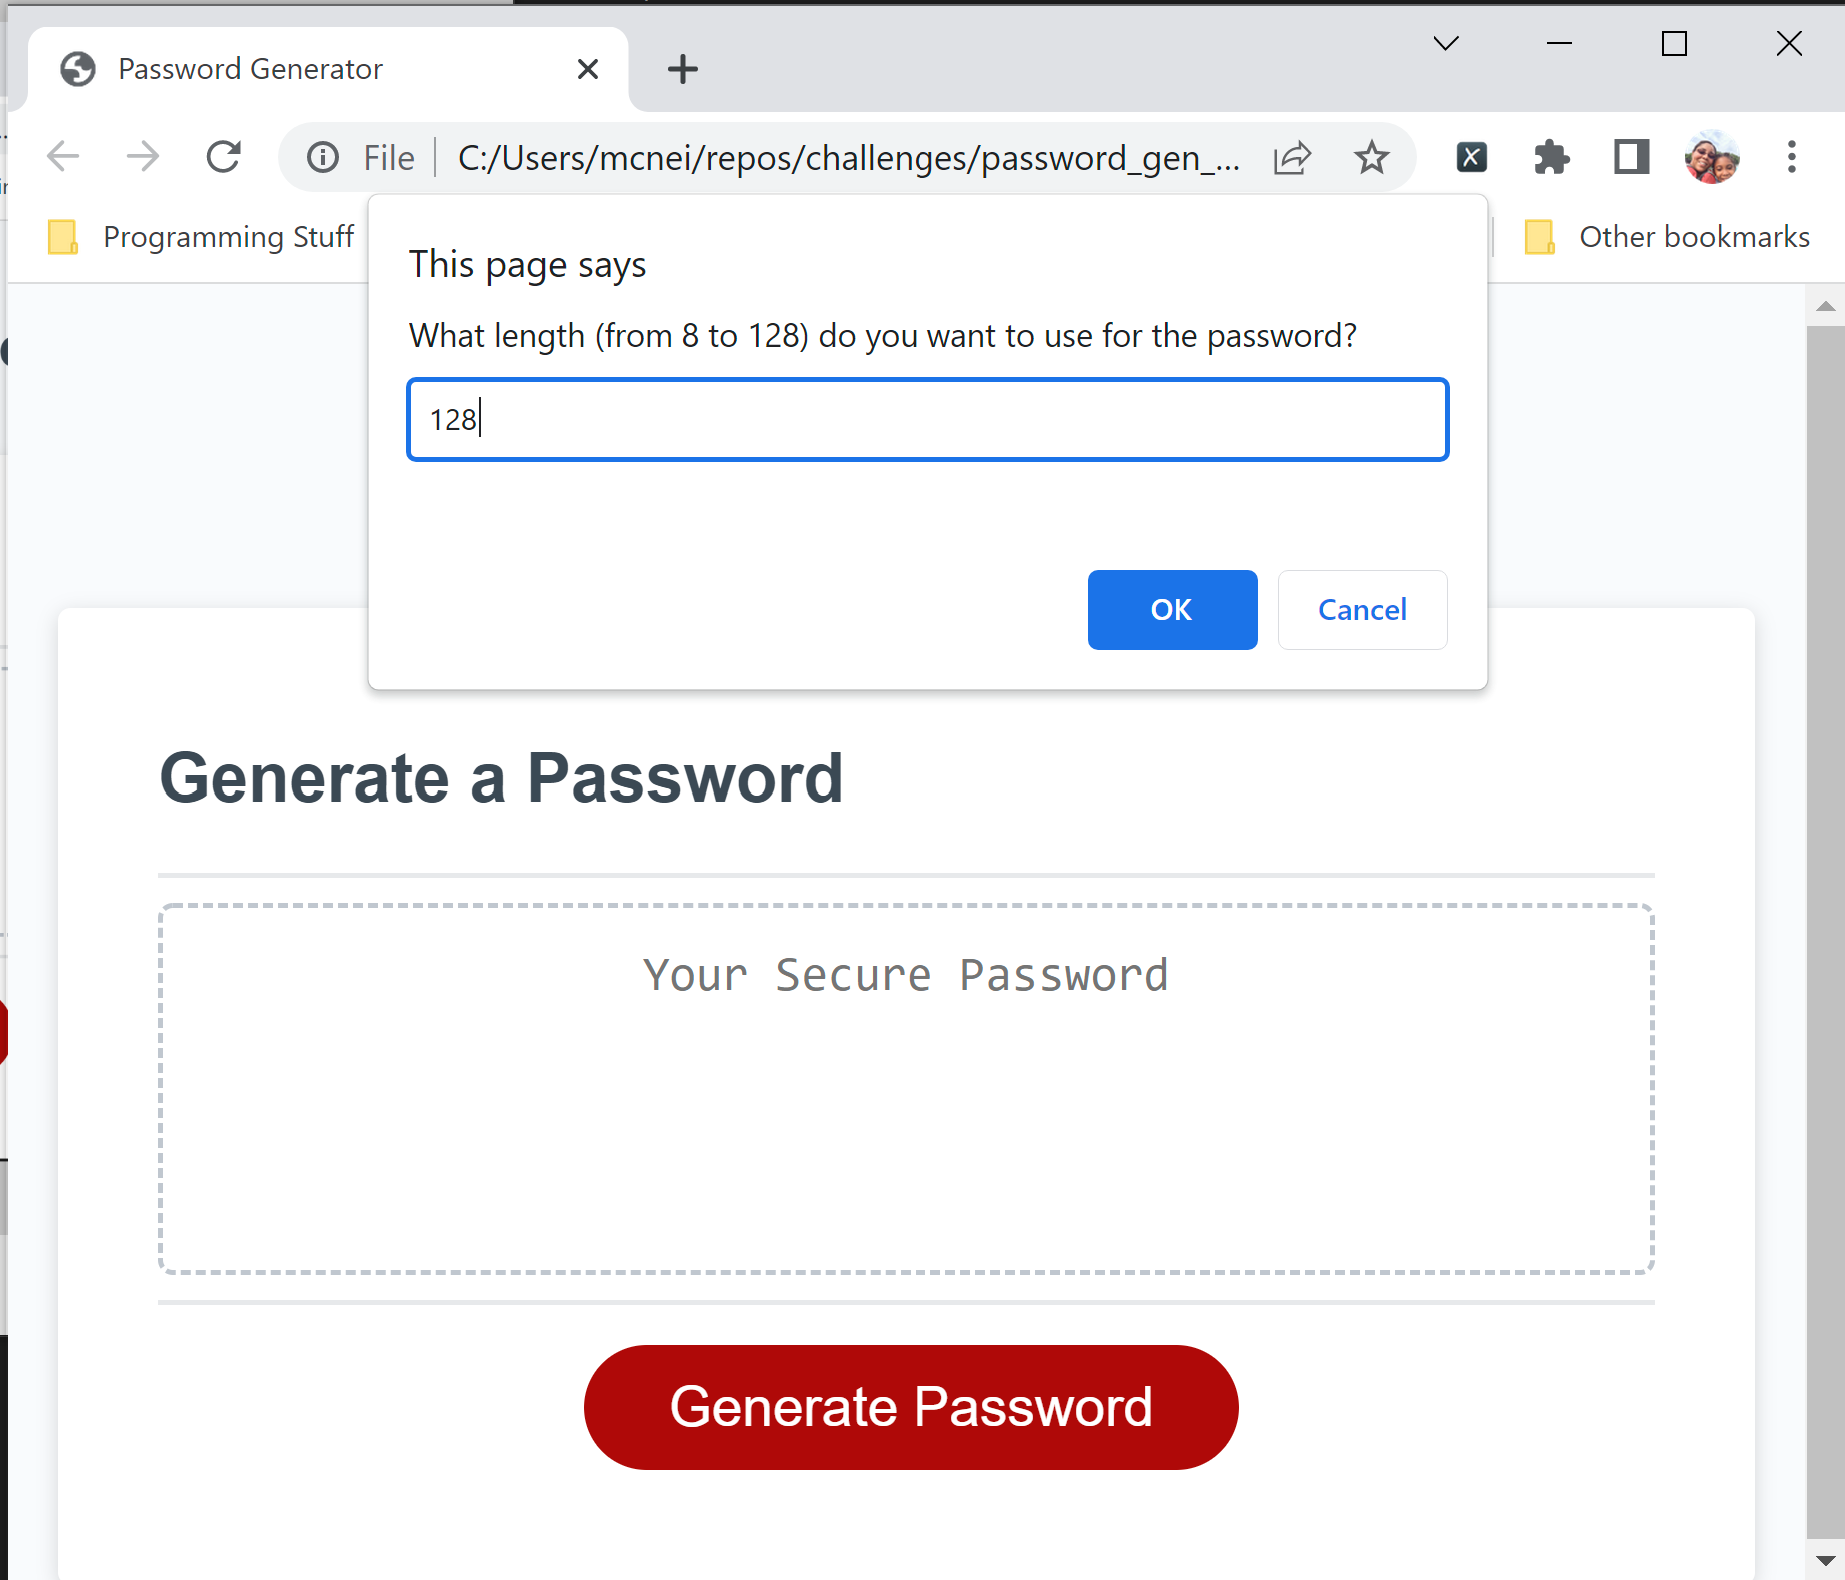 Password Generator
File
C:/Users/mcnei/repos/challenges/password_gen_...
X
Programming Stuff
Other bookmarks
This page says
What length (from 8 to 128) do you want to use for the password?
128
OK
Cancel
Generate a Password
Your Secure Password
Generate Password